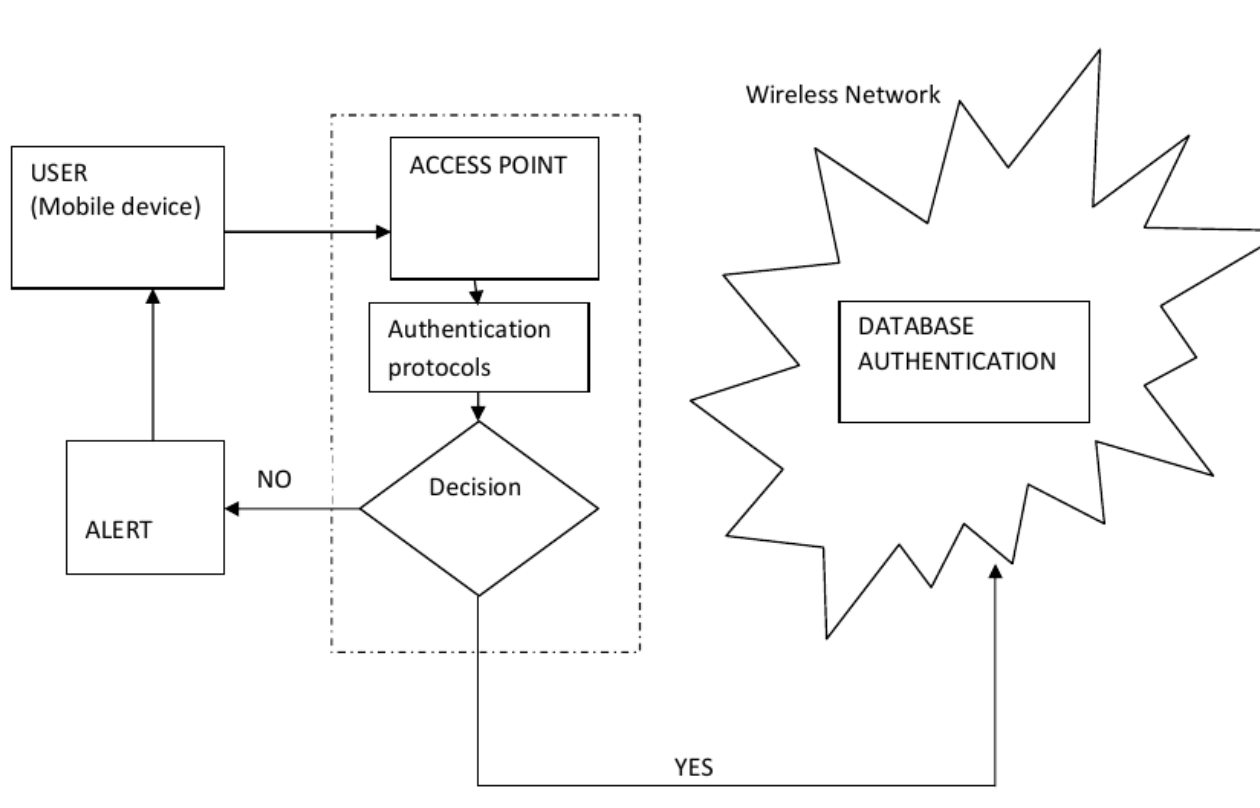 Wireless Network
USER
(Mobile device)
ACCESS POINT
Authentication
protocols
DATABASE
AUTHENTICATION
Decision
NO
ALERT
YES